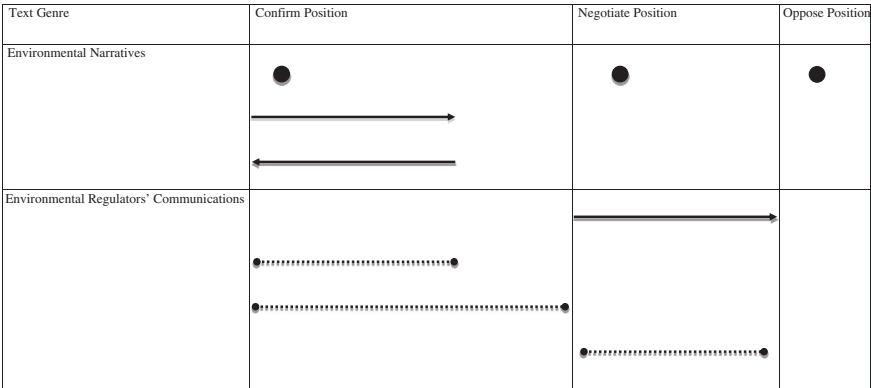 Text Genre
Confirm Position
Negotiate Position
Oppose Position
Environmental Narratives
Environmental Regulators’ Communications